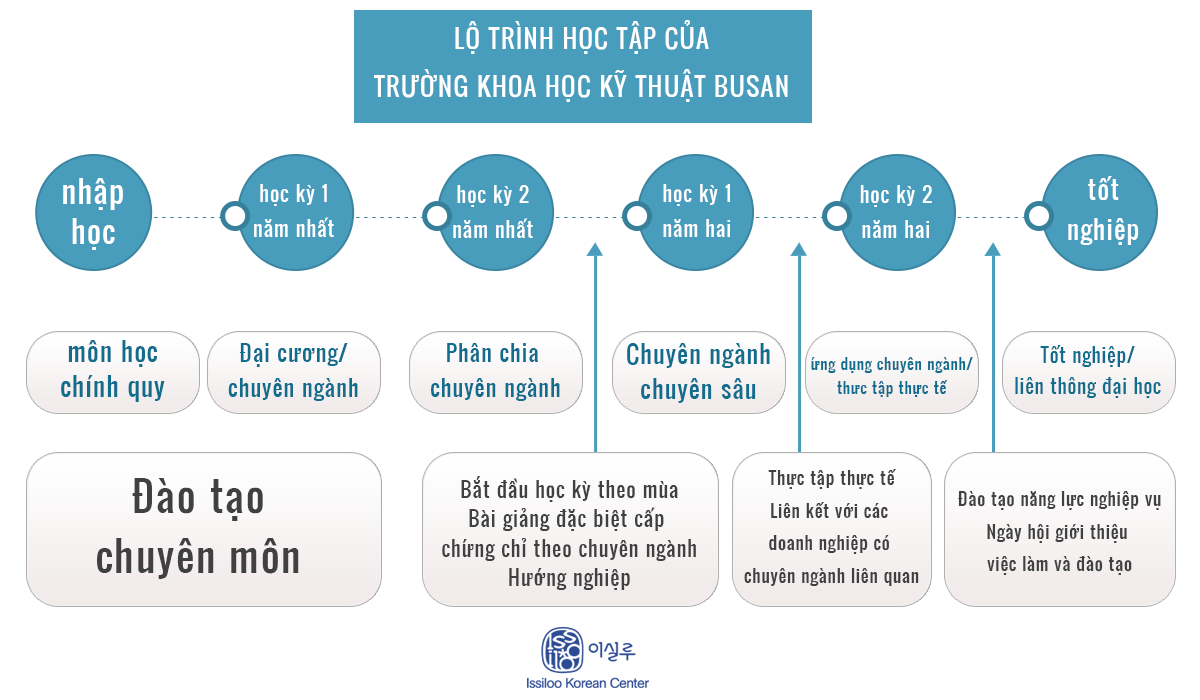 LỘ TRÌNH HỌC TẬP CỦA
TRƯỜNG KHOA HỌC KỸ THUẬT BUSAN
nhập
học
học kỳ 1
năm nhất
học kỳ 2
năm nhất
học kỳ 1
năm hai
học kỳ 2
năm hai
tốt
nghiệp
môn học
chính quy
Đại cương/
chuyên ngành
Phân chia
chuyên ngành
Chuyên ngành
chuyên sâu
ứng dụng chuyên ngành/
thưc tập thực tế
Tốt nghiệp/
liên thông đại học
Đào tạo
chuyên môn
Bắt đầu học kỳ theo mùa
Bài giảng đặc biệt cấp
chứng chỉ theo chuyên ngành
Hướng nghiệp
Thực tập thực tế
Liên kết với các
doanh nghiệp có
chuyên ngành liên quan
Đào tạo năng lực nghiệp vụ
Ngày hội giới thiệu
việc làm và đào tạo
이실루
Issiloo Korean Center